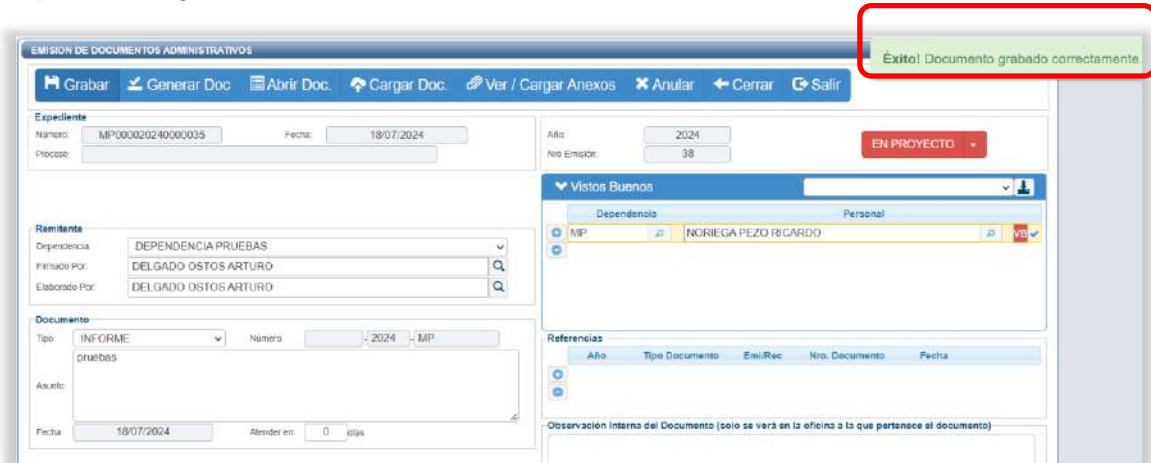 EMISION DE DOCUMENTOS ADMINISTRATIVOS
Éxito! Documento grabado correctamente.
Grabar Generar Doc Abrir Doc. Cargar Doc. Ver / Cargar Anexos Anular Cerrar Salir
Expediente
Número: MP000020240000035 Fecha: 18/07/2024
Proceso:
Año: 2024
Nro Emisión: 38
EN PROYECTO
Vistos Buenos
Dependencia Personal
MP NORIEGA PEZO RICARDO VB
Remitente
Dependencia DEPENDENCIA PRUEBAS
Firmado Por: DELGADO OSTOS ARTURO
Elaborado Por: DELGADO OSTOS ARTURO
Documento
Tipo INFORME Número - 2024 - MP
Asunto: pruebas
Fecha 18/07/2024 Atender en: 0 días
Referencias
Año Tipo Documento Emi/Rec Nro. Documento Fecha
Observación Interna del Documento (solo se verá en la oficina a la que pertenece el documento)